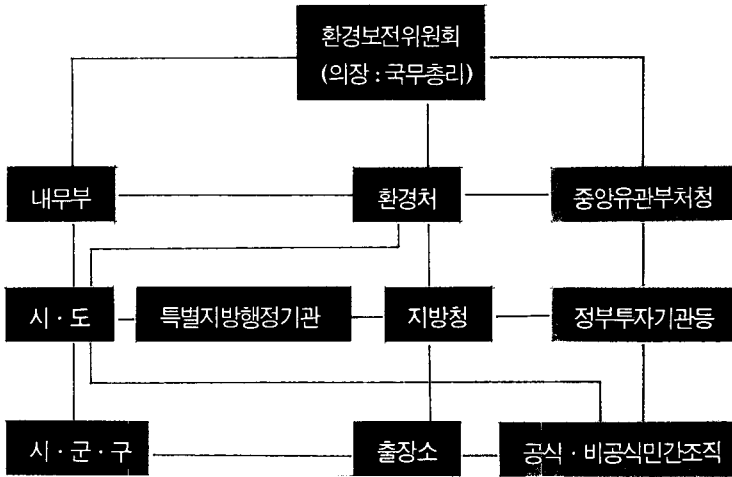 환경보전위원회
(의장 : 국무총리)
내무부
환경처
중앙유관부처청
시 · 도
특별지방행정기관
지방청
정부투자기관등
시 · 군 · 구
출장소
공식 · 비공식민간조직